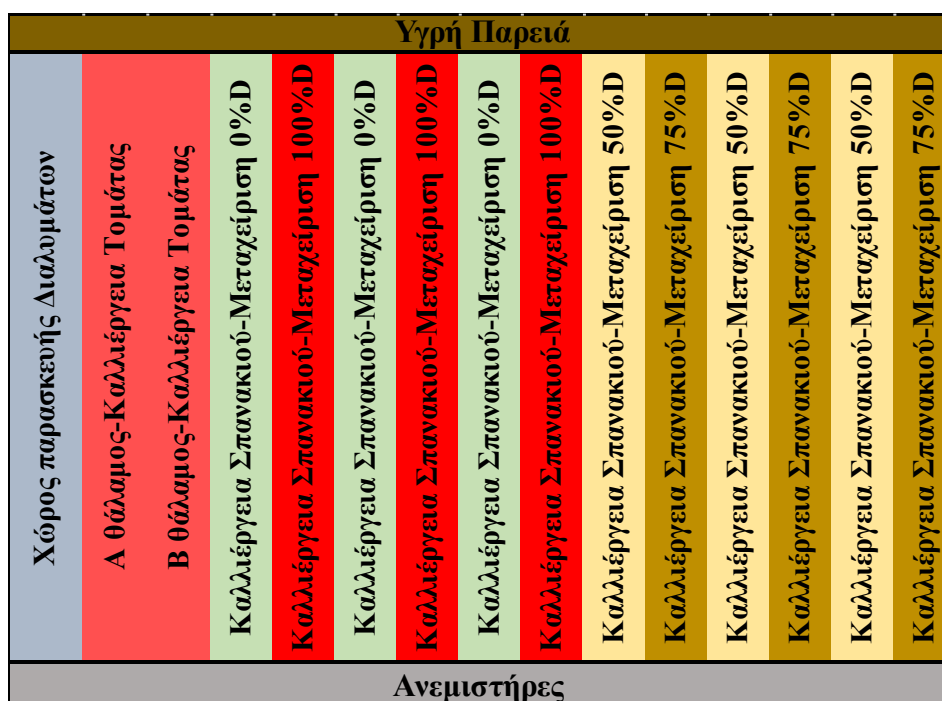 Υγρή Παρειά
Χώρος παρασκευής Διαλυμάτων
Α θάλαμος-Καλλιέργεια Τομάτας
Β θάλαμος-Καλλιέργεια Τομάτας
Καλλιέργεια Σπανακιού-Μεταχείριση 0%D
Καλλιέργεια Σπανακιού-Μεταχείριση 100%D
Καλλιέργεια Σπανακιού-Μεταχείριση 0%D
Καλλιέργεια Σπανακιού-Μεταχείριση 100%D
Καλλιέργεια Σπανακιού-Μεταχείριση 0%D
Καλλιέργεια Σπανακιού-Μεταχείριση 100%D
Καλλιέργεια Σπανακιού-Μεταχείριση 50%D
Καλλιέργεια Σπανακιού-Μεταχείριση 75%D
Καλλιέργεια Σπανακιού-Μεταχείριση 50%D
Καλλιέργεια Σπανακιού-Μεταχείριση 75%D
Καλλιέργεια Σπανακιού-Μεταχείριση 50%D
Καλλιέργεια Σπανακιού-Μεταχείριση 75%D
Ανεμιστήρες